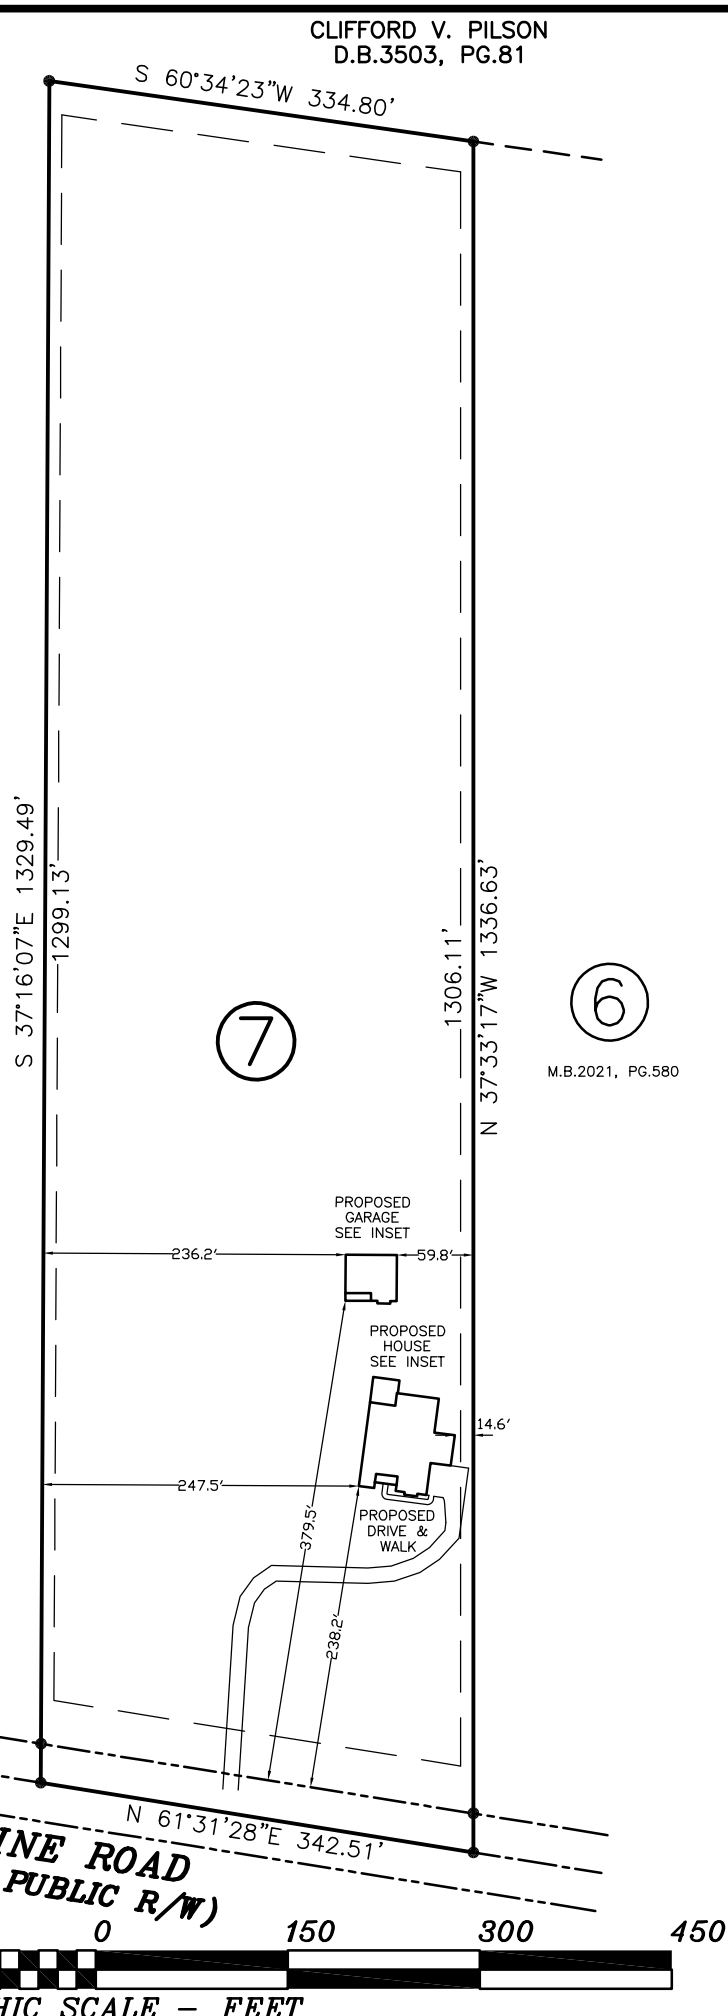 CLIFFORD V. PILSON
D.B.3503, PG.81
S 60°34'23"W 334.80'
S 37°16'07"E 1329.49'
1299.13'
1306.11'
N 37°33'17"W 1336.63'
7
6
M.B.2021, PG.580
PROPOSED
GARAGE
SEE INSET
236.2'
59.8'
PROPOSED
HOUSE
SEE INSET
14.6'
247.5'
379.5'
PROPOSED
DRIVE &
WALK
238.2'
N 61°31'28"E 342.51'
INE ROAD
PUBLIC R/W)
0 150 300 450
HIC SCALE – FEET